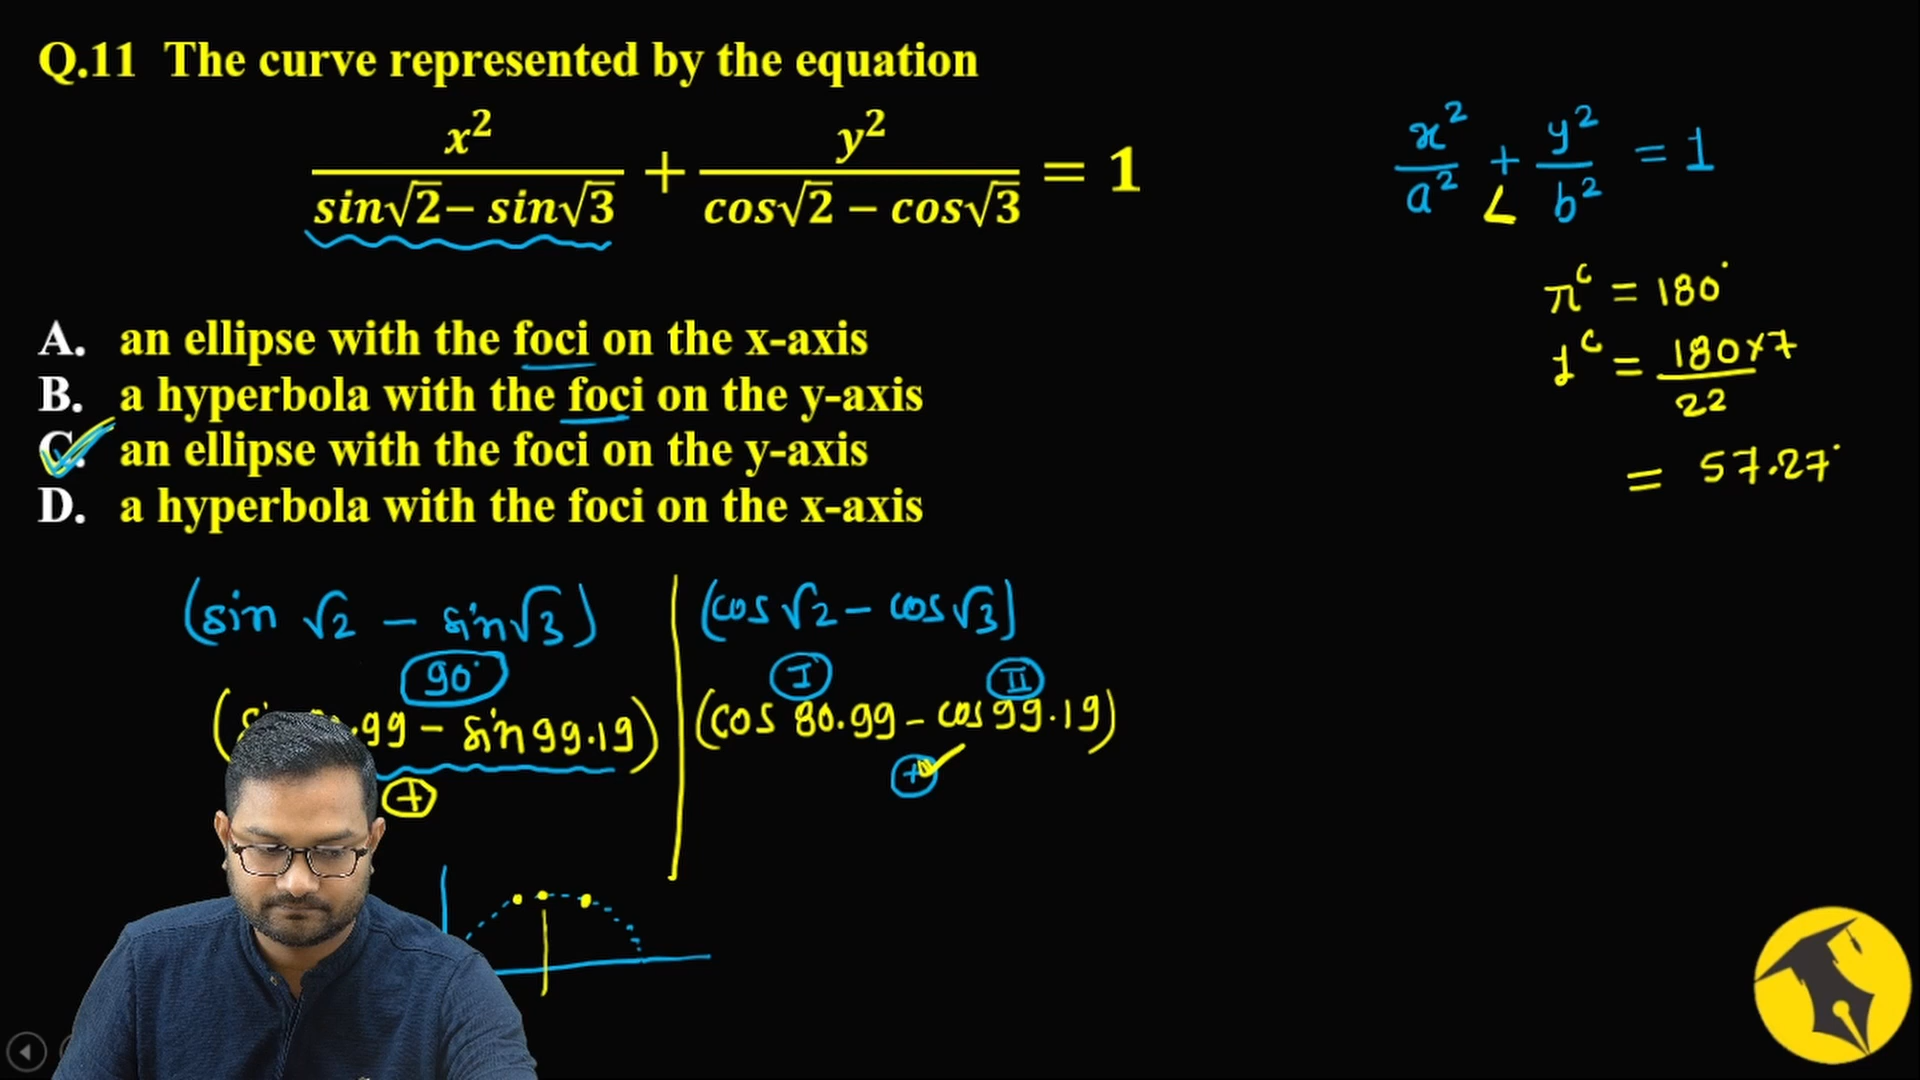 Q.11 The curve represented by the equation
x²/(sin√2 – sin√3) + y²/(cos√2 – cos√3) = 1
A. an ellipse with the foci on the x-axis
B. a hyperbola with the foci on the y-axis
C. an ellipse with the foci on the y-axis
D. a hyperbola with the foci on the x-axis
x²/a² + y²/b² = 1
<
πᶜ = 180°
1ᶜ = 180×7/22
= 57.27°
(sin √2 – sin √3)
90°
.99 – sin 99.19)
+
(cos √2 – cos √3)
I II
(cos 80.99 – cos 99.19)
+